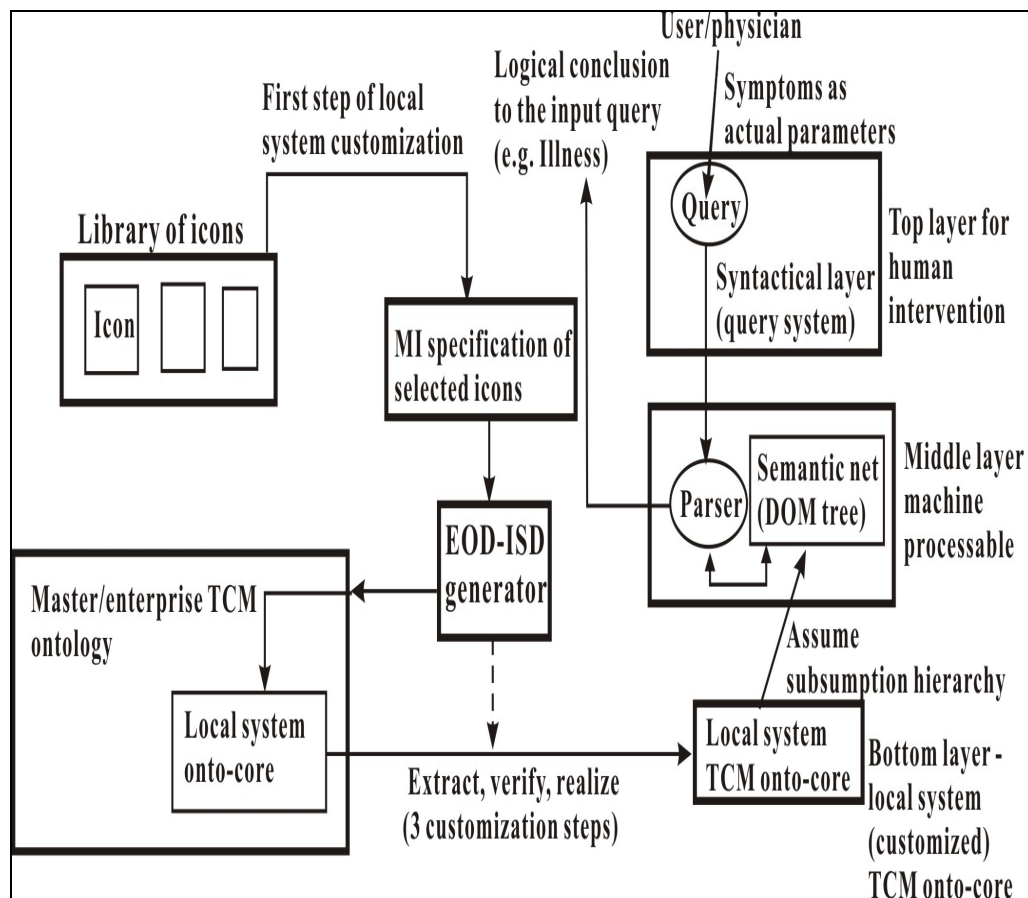 User/physician
Logical conclusion
to the input query
(e.g. Illness)
Symptoms as
actual parameters
First step of local
system customization
Library of icons
Icon
MI specification of
selected icons
Query
Syntactical layer
(query system)
Top layer for
human
intervention
Parser
Semantic net
(DOM tree)
Middle layer
machine
processable
EOD-ISD
generator
Master/enterprise TCM
ontology
Local system
onto-core
Extract, verify, realize
(3 customization steps)
Assume
subsumption hierarchy
Local system
TCM onto-core
Bottom layer -
local system
(customized)
TCM onto-core